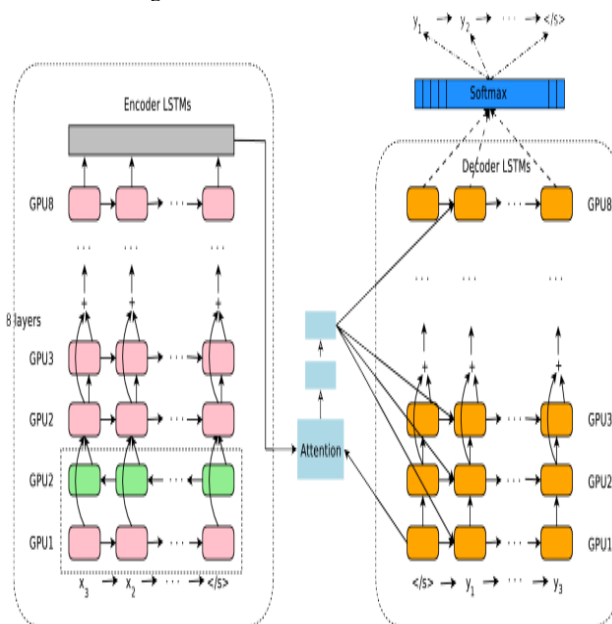 y1 y2 ... </s>
Softmax
Encoder LSTMs
Decoder LSTMs
GPU8 ... GPU8
... ... ... ... ...
+ + +
8 layers
+ + +
GPU3 ... ... GPU3
GPU2 ... Attention ... GPU2
GPU2 ...
GPU1 ... ... GPU1
x3 x2 ... </s> </s> y1 ... y3